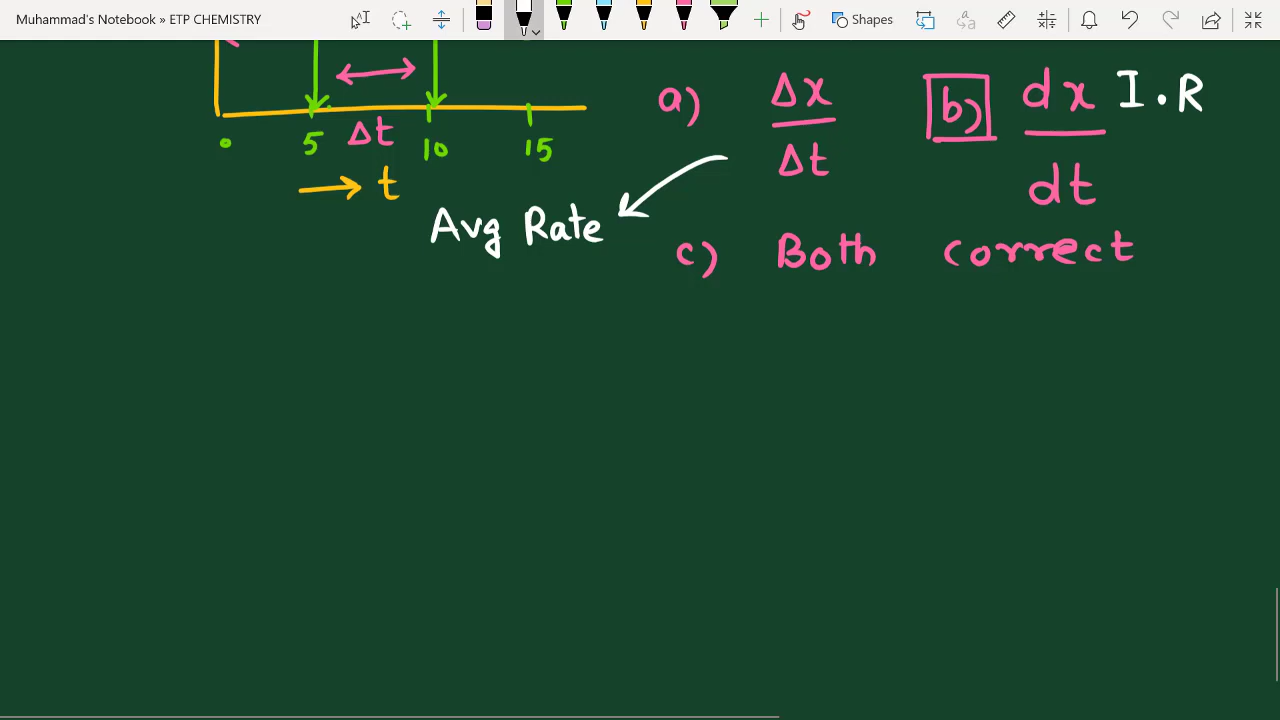 Muhammad's Notebook » ETP CHEMISTRY
Shapes
0 5 Δt 10 15
→ t
a) Δx / Δt b) dx / dt I.R
Avg Rate
c) Both correct